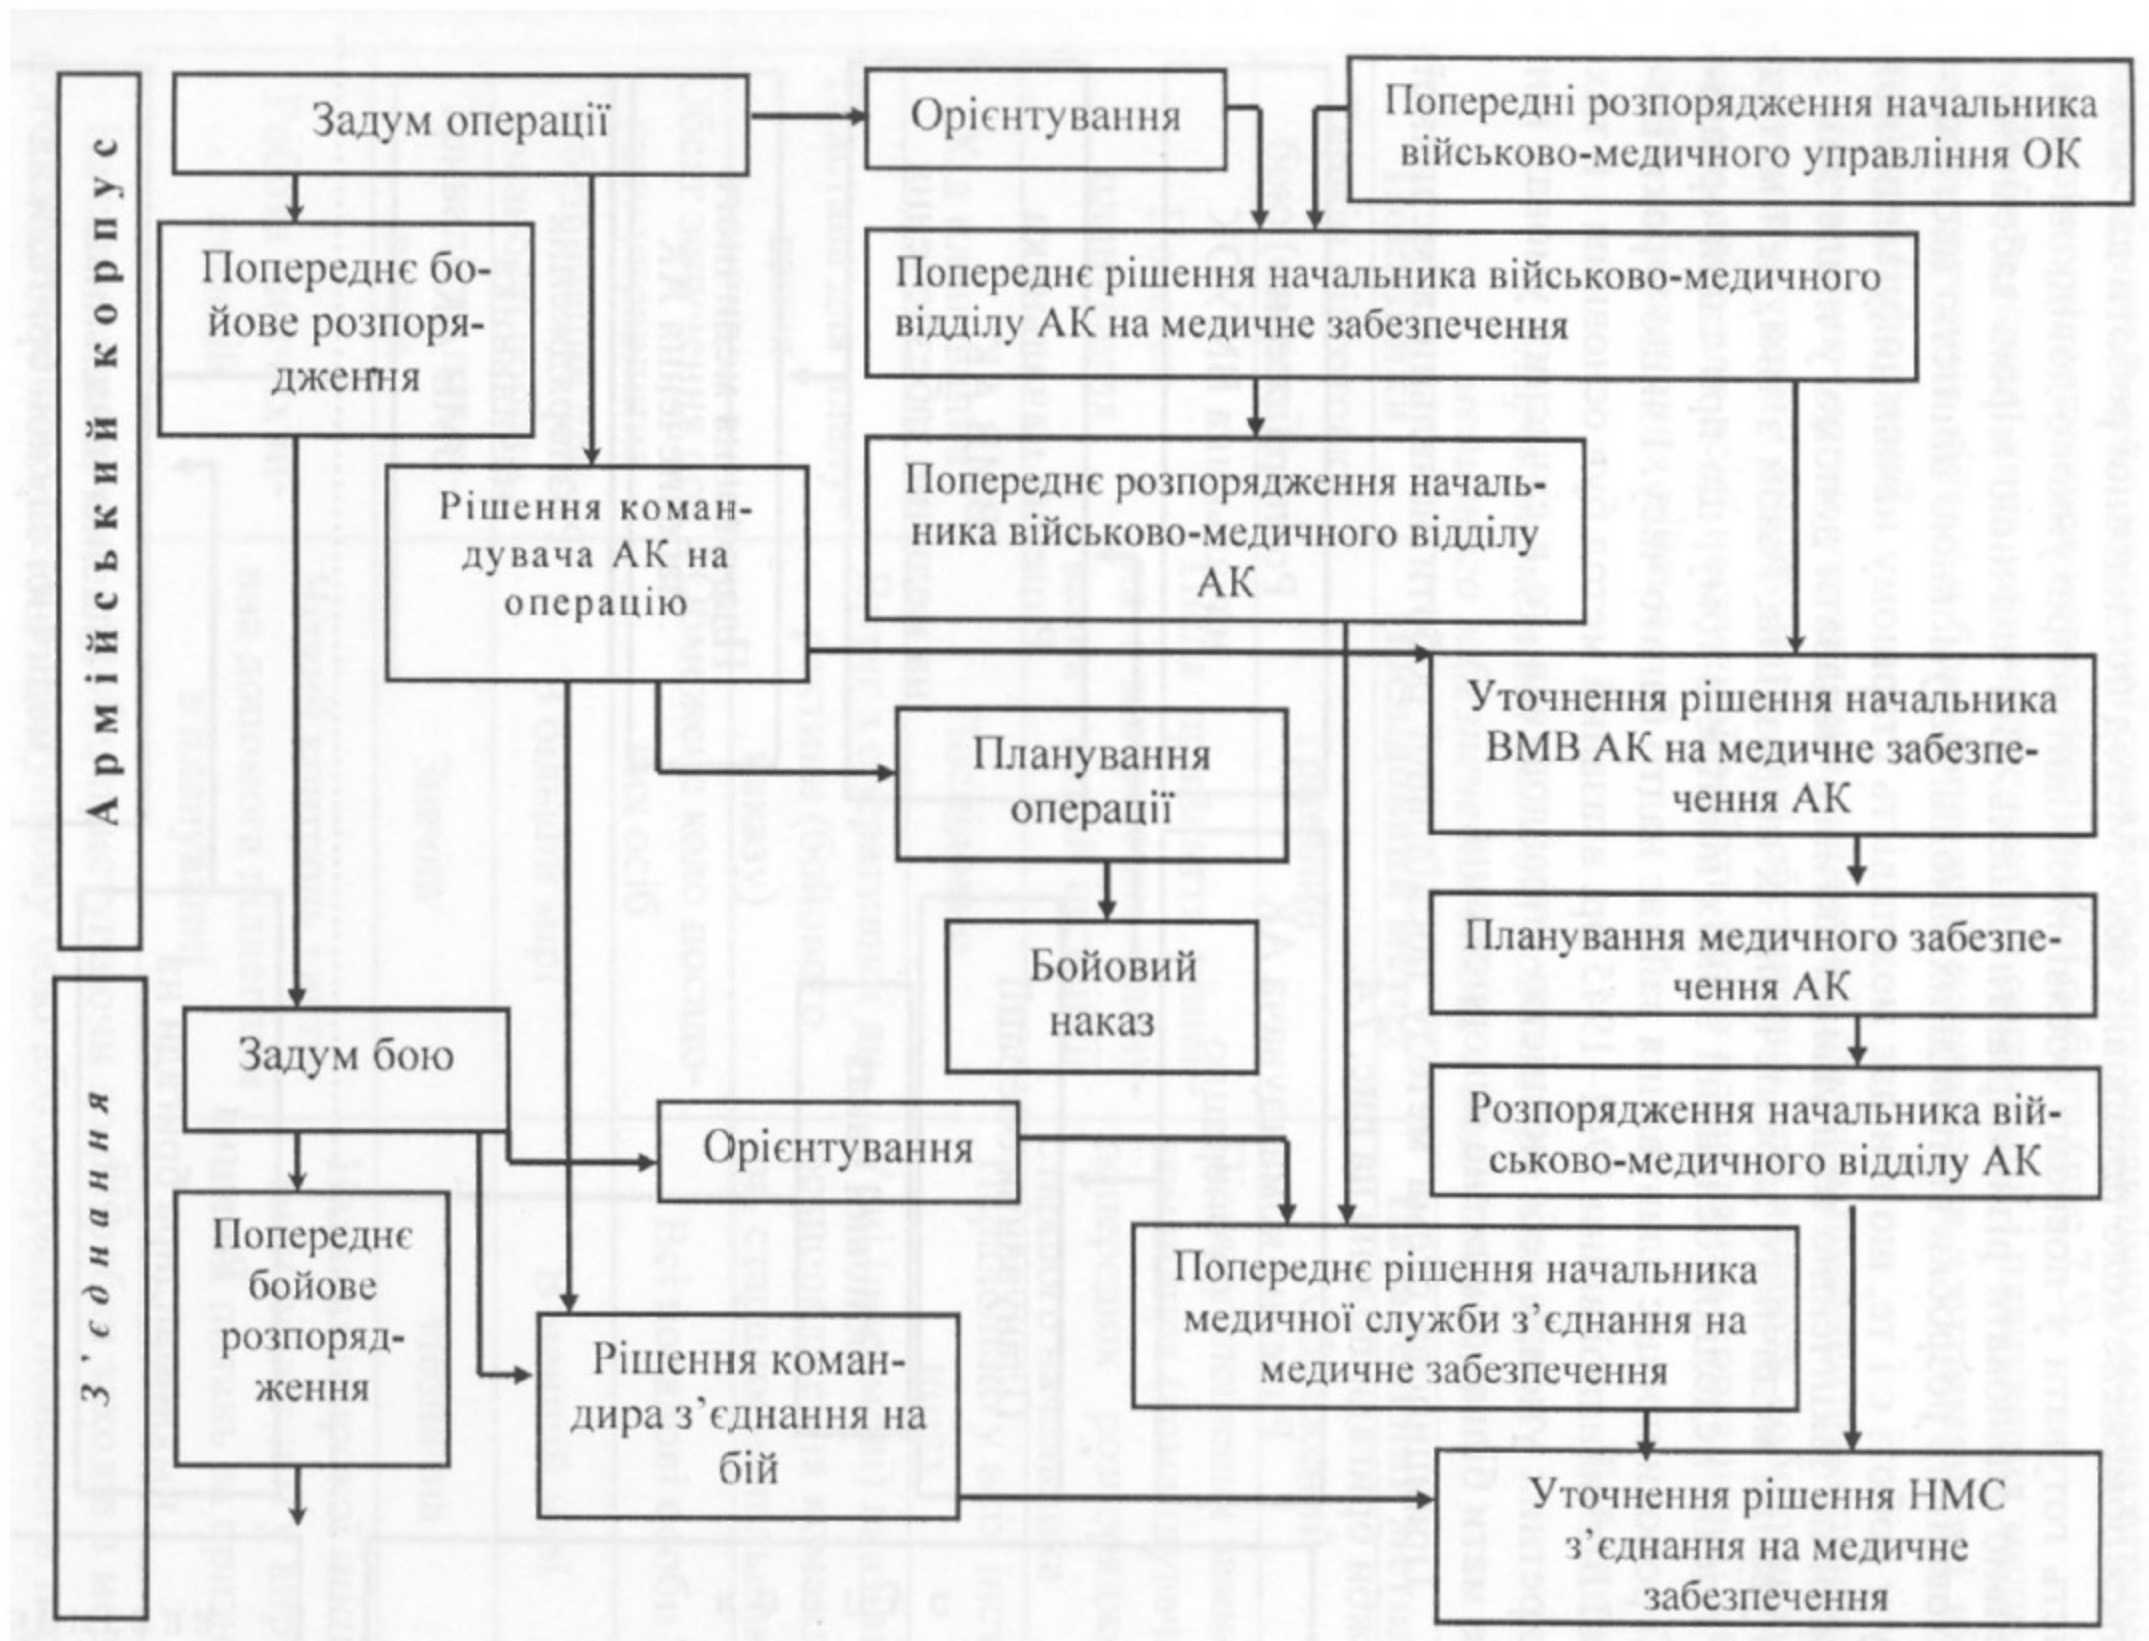 Армійський корпус
Задум операції
Орієнтування
Попередні розпорядження начальника
військово-медичного управління ОК
Попереднє бо-
йове розпоря-
дження
Попереднє рішення начальника військово-медичного
відділу АК на медичне забезпечення
Рішення коман-
дувача АК на
операцію
Попереднє розпорядження началь-
ника військово-медичного відділу
АК
Уточнення рішення начальника
ВМВ АК на медичне забезпе-
чення АК
Планування
операції
Бойовий
наказ
Планування медичного забезпе-
чення АК
Розпорядження начальника вій-
ськово-медичного відділу АК
З’єднання
Задум бою
Орієнтування
Попереднє
бойове
розпоряд-
ження
Рішення коман-
дира з’єднання на
бій
Попереднє рішення начальника
медичної служби з’єднання на
медичне забезпечення
Уточнення рішення НМС
з’єднання на медичне
забезпечення